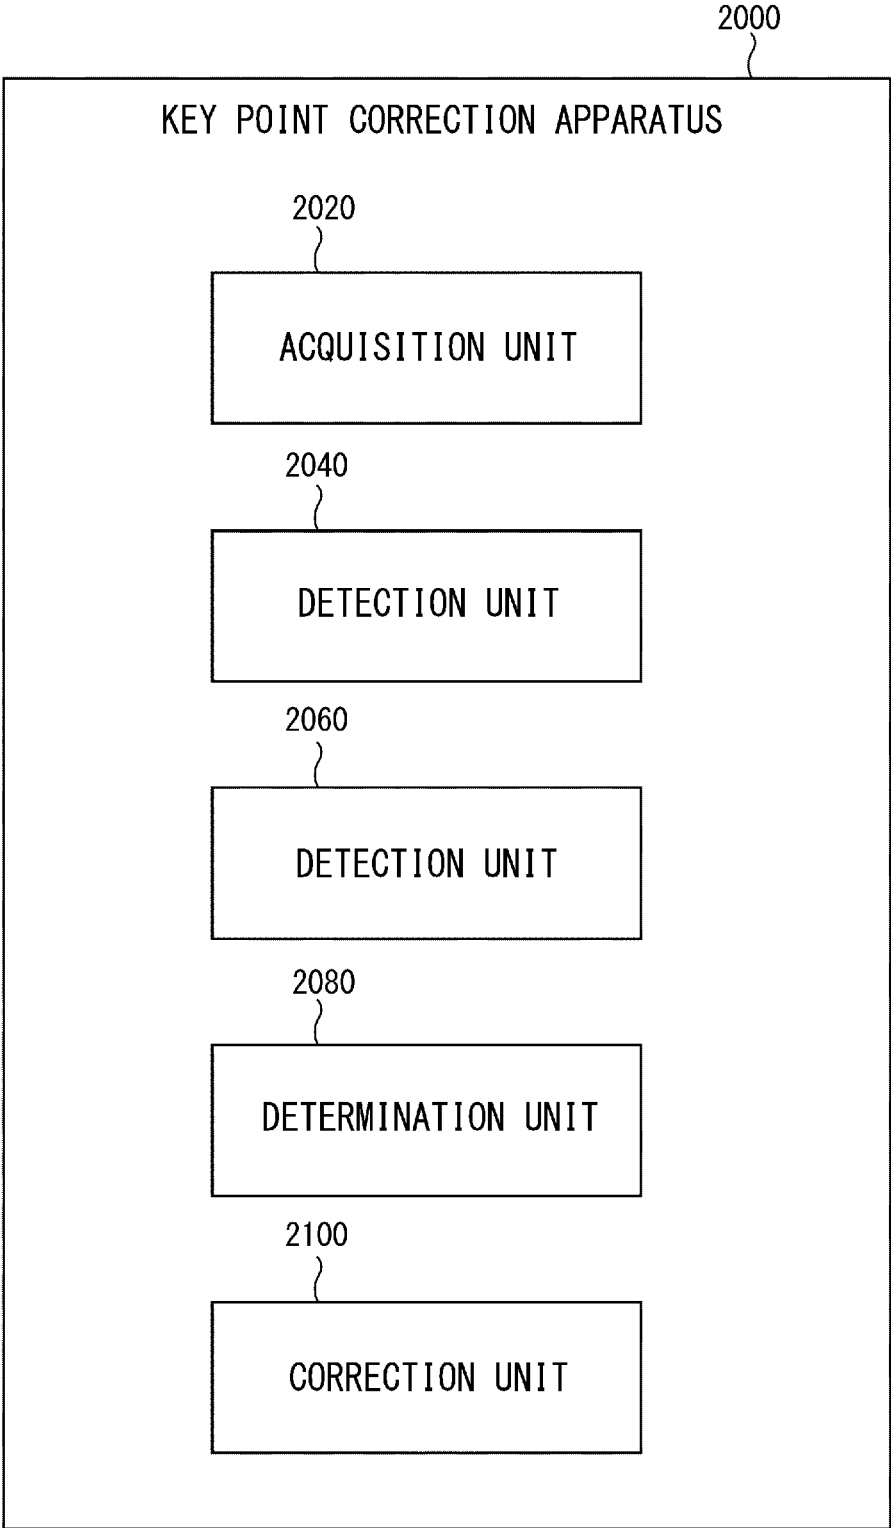 2000
KEY POINT CORRECTION APPARATUS
2020
ACQUISITION UNIT
2040
DETECTION UNIT
2060
DETECTION UNIT
2080
DETERMINATION UNIT
2100
CORRECTION UNIT